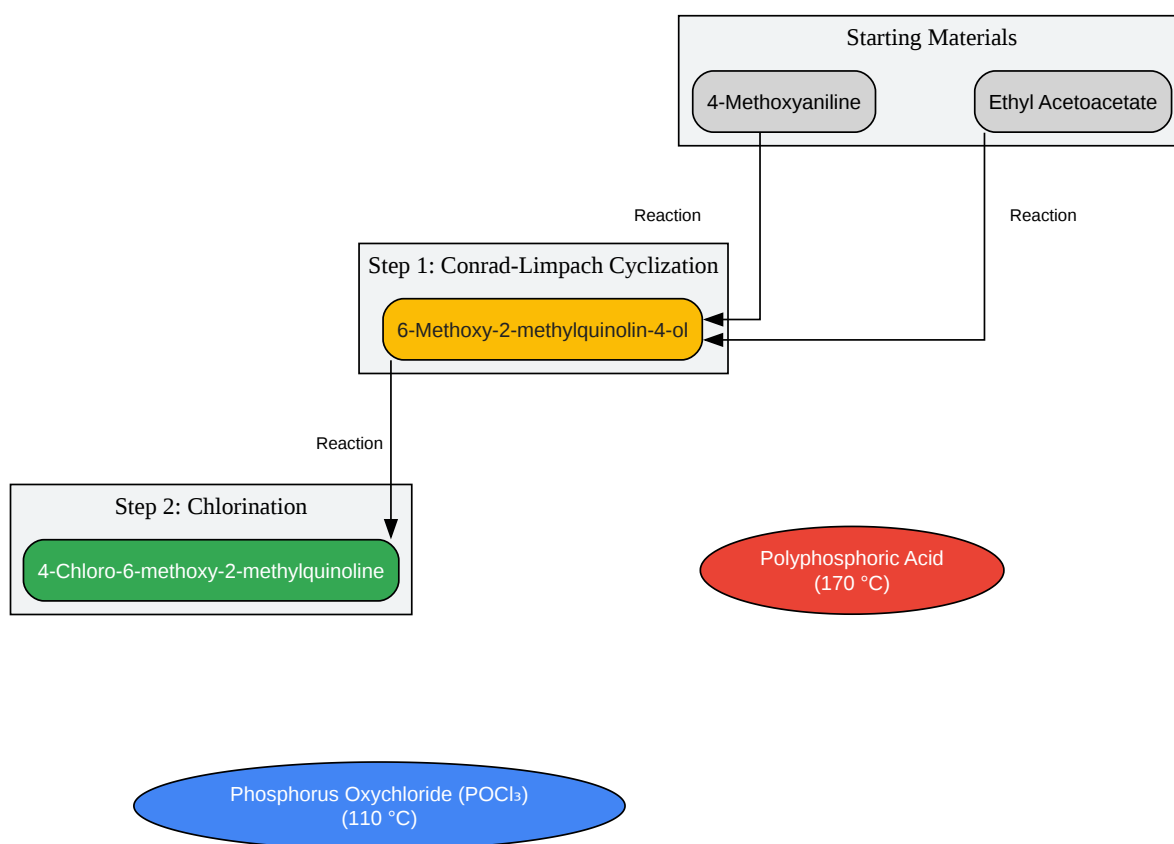 Starting Materials
4-Methoxyaniline
Ethyl Acetoacetate
Reaction
Reaction
Step 1: Conrad-Limpach Cyclization
6-Methoxy-2-methylquinolin-4-ol
Reaction
Step 2: Chlorination
4-Chloro-6-methoxy-2-methylquinoline
Polyphosphoric Acid
(170 °C)
Phosphorus Oxychloride (POCl₃)
(110 °C)